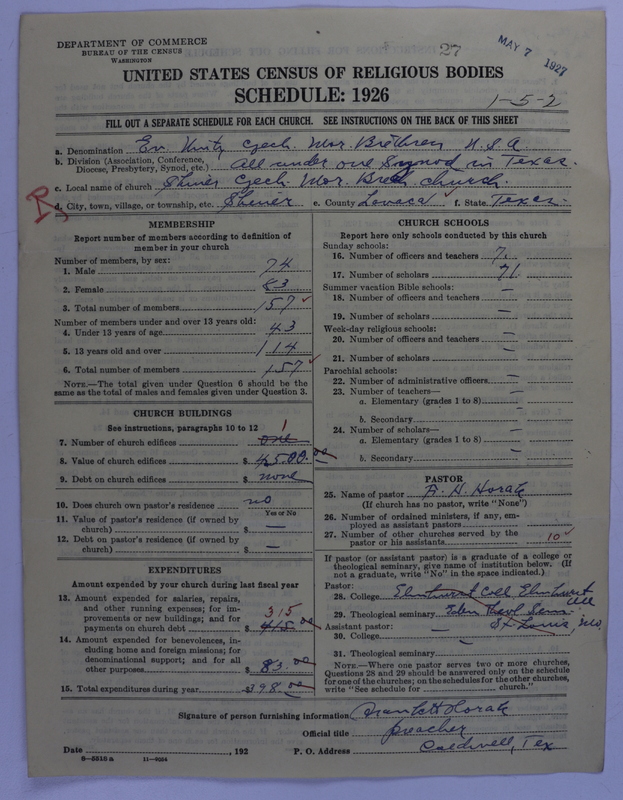 DEPARTMENT OF COMMERCE
BUREAU OF THE CENSUS
WASHINGTON
27
MAY 7 1927
UNITED STATES CENSUS OF RELIGIOUS BODIES
SCHEDULE: 1926
1-5-2
FILL OUT A SEPARATE SCHEDULE FOR EACH CHURCH. SEE INSTRUCTIONS ON THE BACK OF THIS SHEET
a. Denomination Ev. Unity Czech. Mor. Brethren N.S.A.
b. Division (Association, Conference, Diocese, Presbytery, Synod, etc.) All under one Synod in Texas.
c. Local name of church Shiner Czech. Mor. Breth. church.
R
d. City, town, village, or township, etc. Shiner e. County Lavaca f. State Texas.
MEMBERSHIP
Report number of members according to definition of
member in your church
Number of members, by sex:
1. Male 74
2. Female 83
3. Total number of members 157
Number of members under and over 13 years old:
4. Under 13 years of age 43
5. 13 years old and over 114
6. Total number of members 157
NOTE.—The total given under Question 6 should be the
same as the total of males and females given under Question 3.
CHURCH BUILDINGS
See instructions, paragraphs 10 to 12
7. Number of church edifices one 1
8. Value of church edifices $ 4500.00
9. Debt on church edifices $ none
10. Does church own pastor's residence no
Yes or No
11. Value of pastor's residence (if owned by
church) $ —
12. Debt on pastor's residence (if owned by
church) $ —
EXPENDITURES
Amount expended by your church during last fiscal year
13. Amount expended for salaries, repairs,
and other running expenses; for im-
provements or new buildings; and for
payments on church debt $ 415.00 315
14. Amount expended for benevolences, in-
cluding home and foreign missions; for
denominational support; and for all
other purposes $ 83.00
15. Total expenditures during year $398.00
CHURCH SCHOOLS
Report here only schools conducted by this church
Sunday schools:
16. Number of officers and teachers 7.
17. Number of scholars 71
Summer vacation Bible schools: —
18. Number of officers and teachers
19. Number of scholars —
Week-day religious schools: —
20. Number of officers and teachers
21. Number of scholars —
Parochial schools:
22. Number of administrative officers —
23. Number of teachers—
a. Elementary (grades 1 to 8) —
b. Secondary —
24. Number of scholars—
a. Elementary (grades 1 to 8) —
b. Secondary —
PASTOR
25. Name of pastor F. H. Horak
(If church has no pastor, write "None")
26. Number of ordained ministers, if any, em-
ployed as assistant pastors
27. Number of other churches served by the
pastor or his assistants 10
If pastor (or assistant pastor) is a graduate of a college or
theological seminary, give name of institution below. (If
not a graduate, write "No" in the space indicated.)
Pastor:
28. College Elmhurst Coll Elmhurst Ill
29. Theological seminary Eden Theol. Sem.
Assistant pastor: — St. Louis, Mo.
30. College —
31. Theological seminary
NOTE.—Where one pastor serves two or more churches,
Questions 28 and 29 should be answered only on the schedule
for one of the churches; on the schedules for the other churches,
write "See schedule for church."
Signature of person furnishing information Horak
Official title preacher
Date , 192 P. O. Address Caldwell, Tex
8-5516a 11-9034